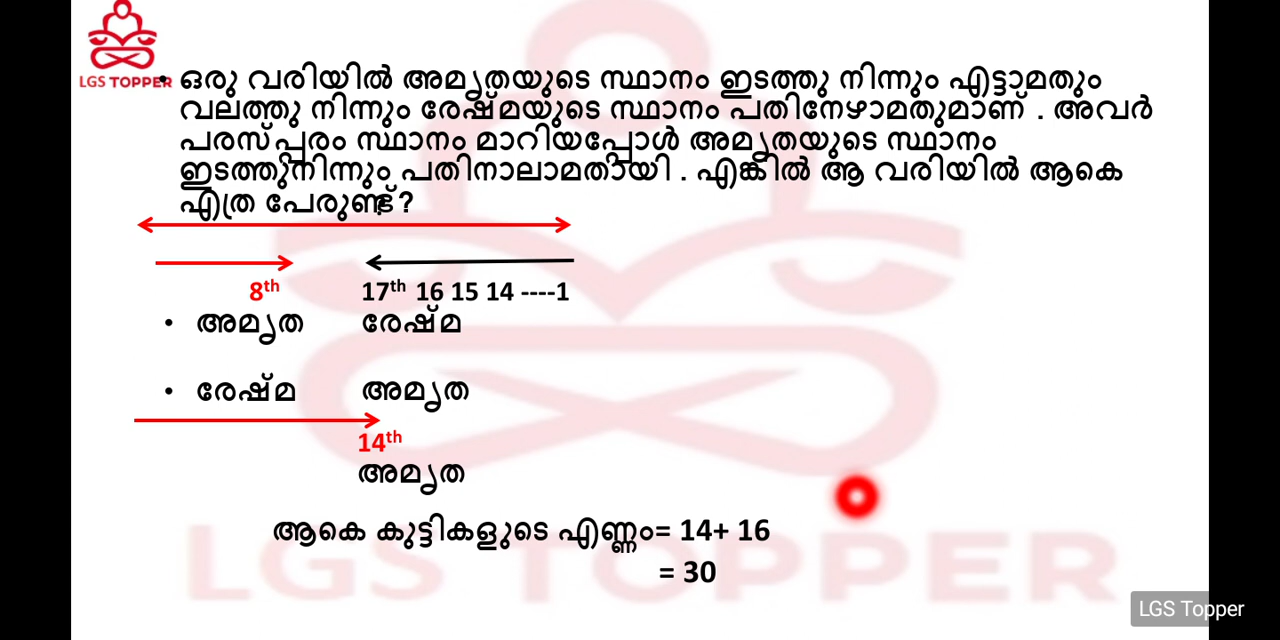 LGS TOPPER
• ഒരു വരിയിൽ അമൃതയുടെ സ്ഥാനം ഇടത്തു നിന്നും എട്ടാമതും
വലത്തു നിന്നും രേഷ്മയുടെ സ്ഥാനം പതിനേഴാമതുമാണ് . അവർ
പരസ്പ്പരം സ്ഥാനം മാറിയപ്പോൾ അമൃതയുടെ സ്ഥാനം
ഇടത്തുനിന്നും പതിനാലാമതായി . എങ്കിൽ ആ വരിയിൽ ആകെ
എത്ര പേരുണ്ട്?
8th 17th 16 15 14 ----1
• അമൃത രേഷ്മ
• രേഷ്മ അമൃത
14th
അമൃത
ആകെ കുട്ടികളുടെ എണ്ണം= 14+ 16
= 30
LGS TOPPER
LGS Topper